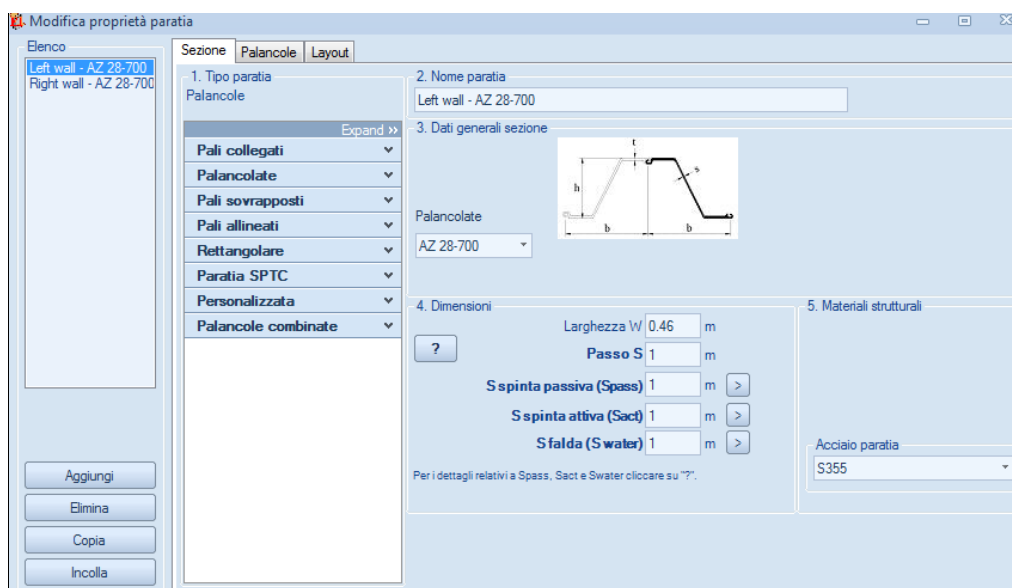 Modifica proprietà paratia
Elenco
Left wall - AZ 28-700
Right wall - AZ 28-700
Aggiungi
Elimina
Copia
Incolla
Sezione Palancole Layout
1. Tipo paratia
Palancole
Expand »
Pali collegati
Palancolate
Pali sovrapposti
Pali allineati
Rettangolare
Paratia SPTC
Personalizzata
Palancole combinate
2. Nome paratia
Left wall - AZ 28-700
3. Dati generali sezione
t
h
s
b b
Palancolate
AZ 28-700
4. Dimensioni
Larghezza W 0.46 m
?
Passo S 1 m
S spinta passiva (Spass) 1 m >
S spinta attiva (Sact) 1 m >
S falda (S water) 1 m >
Per i dettagli relativi a Spass, Sact e Swater cliccare su "?".
5. Materiali strutturali
Acciaio paratia
S355